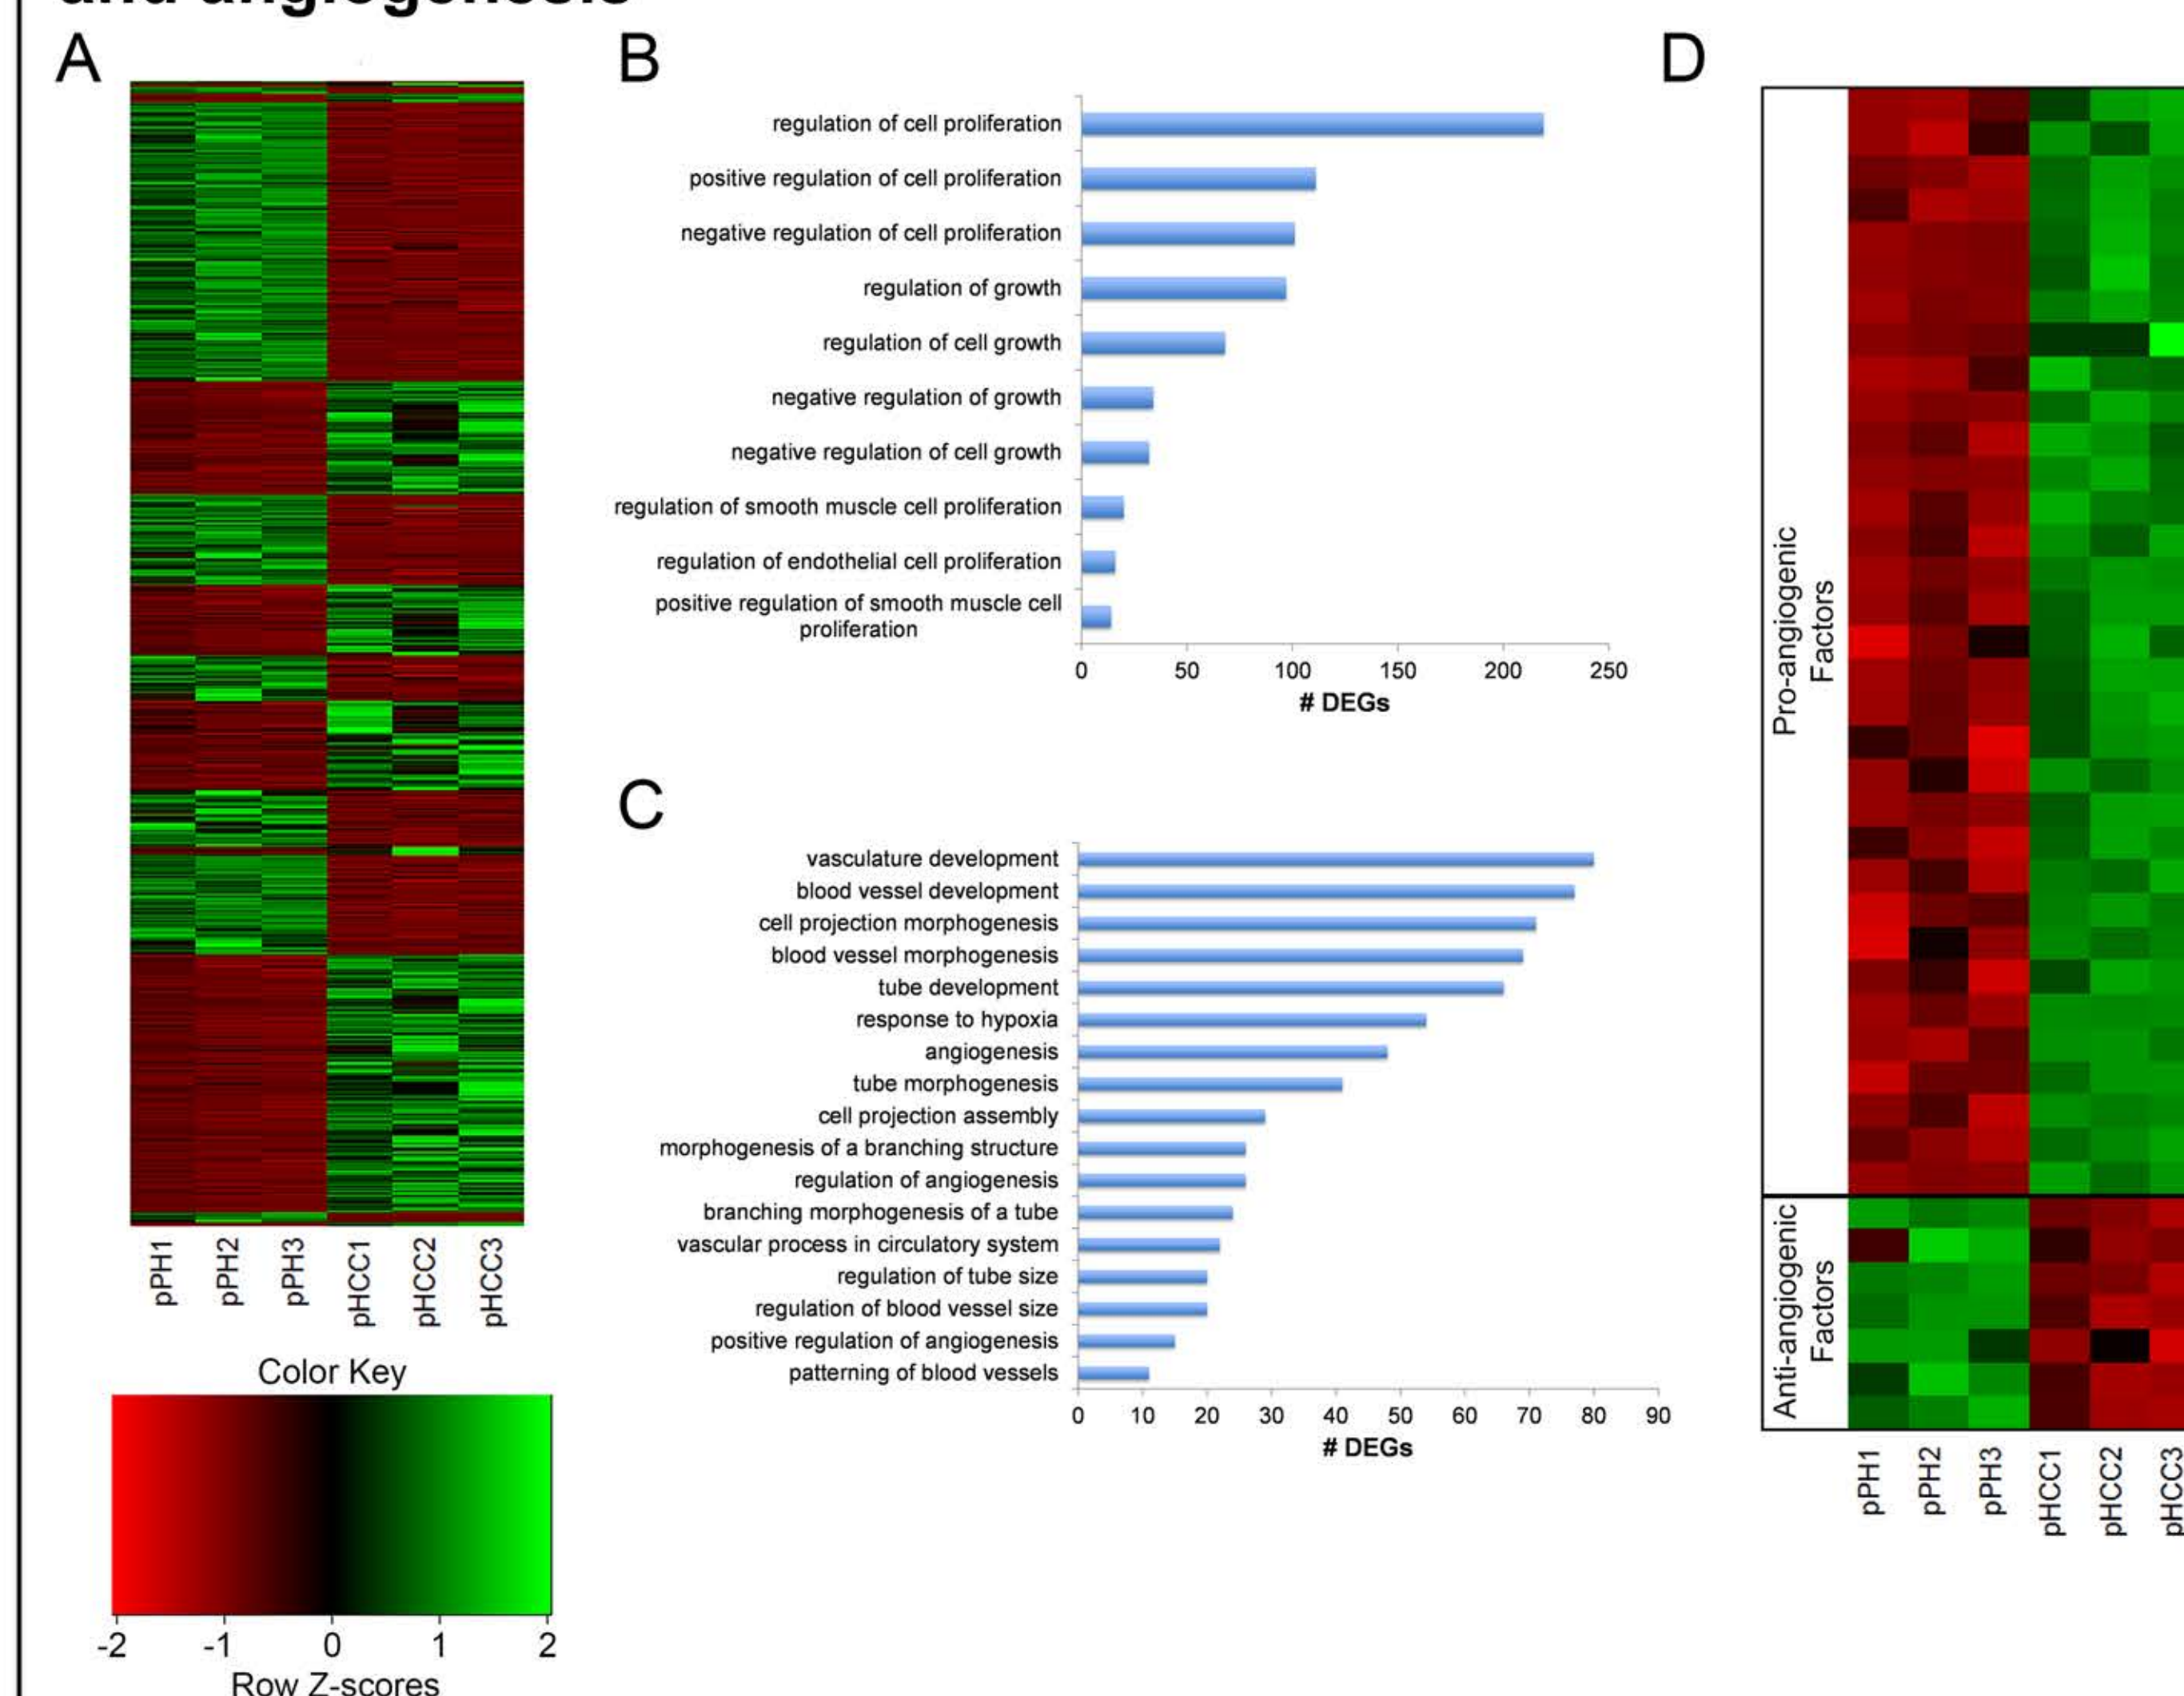 and angiogenesis
A
pPH1
pPH2
pPH3
pHCC1
pHCC2
pHCC3
Color Key
-2
-1
0
1
2
Row Z-scores
B
regulation of cell proliferation
positive regulation of cell proliferation
negative regulation of cell proliferation
regulation of growth
regulation of cell growth
negative regulation of growth
negative regulation of cell growth
regulation of smooth muscle cell proliferation
regulation of endothelial cell proliferation
positive regulation of smooth muscle cell
proliferation
0
50
100
150
200
250
# DEGs
C
vasculature development
blood vessel development
cell projection morphogenesis
blood vessel morphogenesis
tube development
response to hypoxia
angiogenesis
tube morphogenesis
cell projection assembly
morphogenesis of a branching structure
regulation of angiogenesis
branching morphogenesis of a tube
vascular process in circulatory system
regulation of tube size
regulation of blood vessel size
positive regulation of angiogenesis
patterning of blood vessels
0
10
20
30
40
50
60
70
80
90
# DEGs
D
Pro-angiogenic
Factors
Anti-angiogenic
Factors
pPH1
pPH2
pPH3
pHCC1
pHCC2
pHCC3